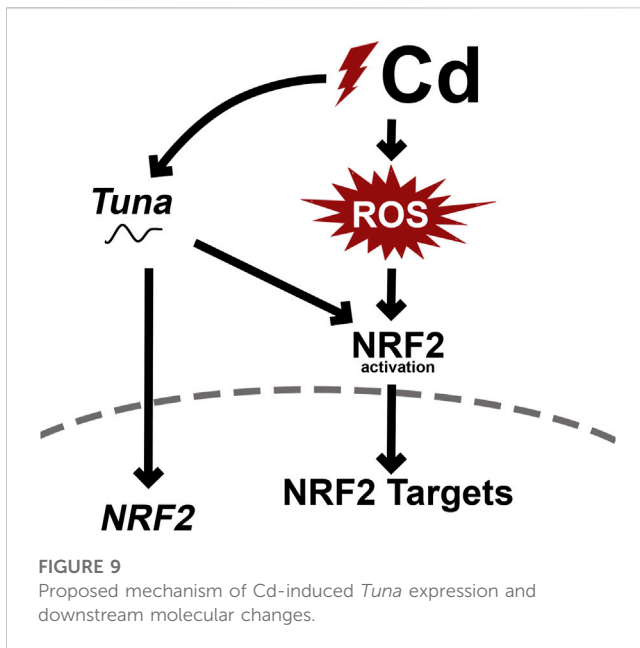 Cd
Tuna
ROS
NRF2
activation
NRF2
NRF2 Targets
FIGURE 9
Proposed mechanism of Cd-induced Tuna expression and
downstream molecular changes.